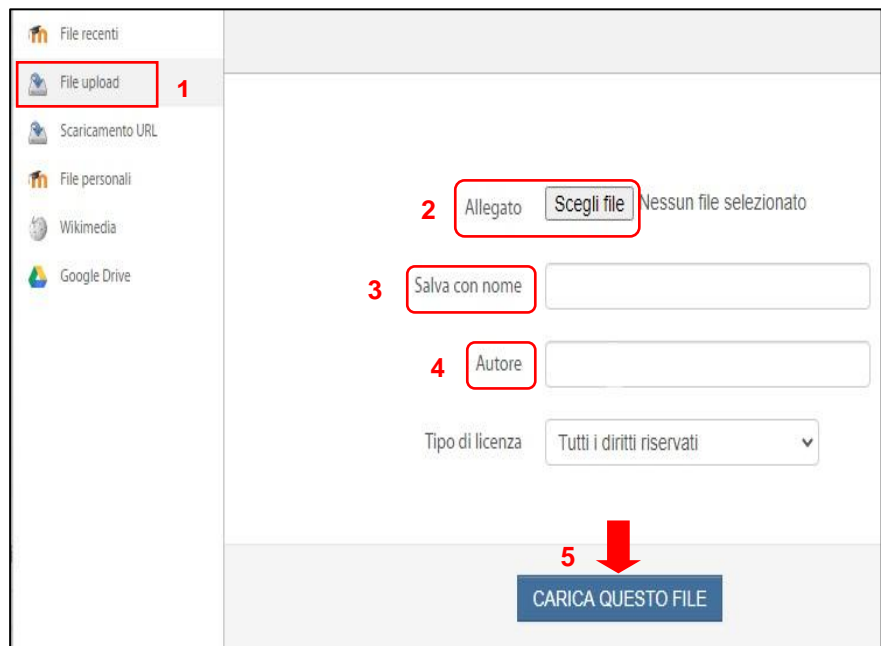 File recenti
File upload 1
Scaricamento URL
File personali
Wikimedia
Google Drive
2 Allegato Scegli file Nessun file selezionato
3 Salva con nome
4 Autore
Tipo di licenza Tutti i diritti riservati
5
CARICA QUESTO FILE